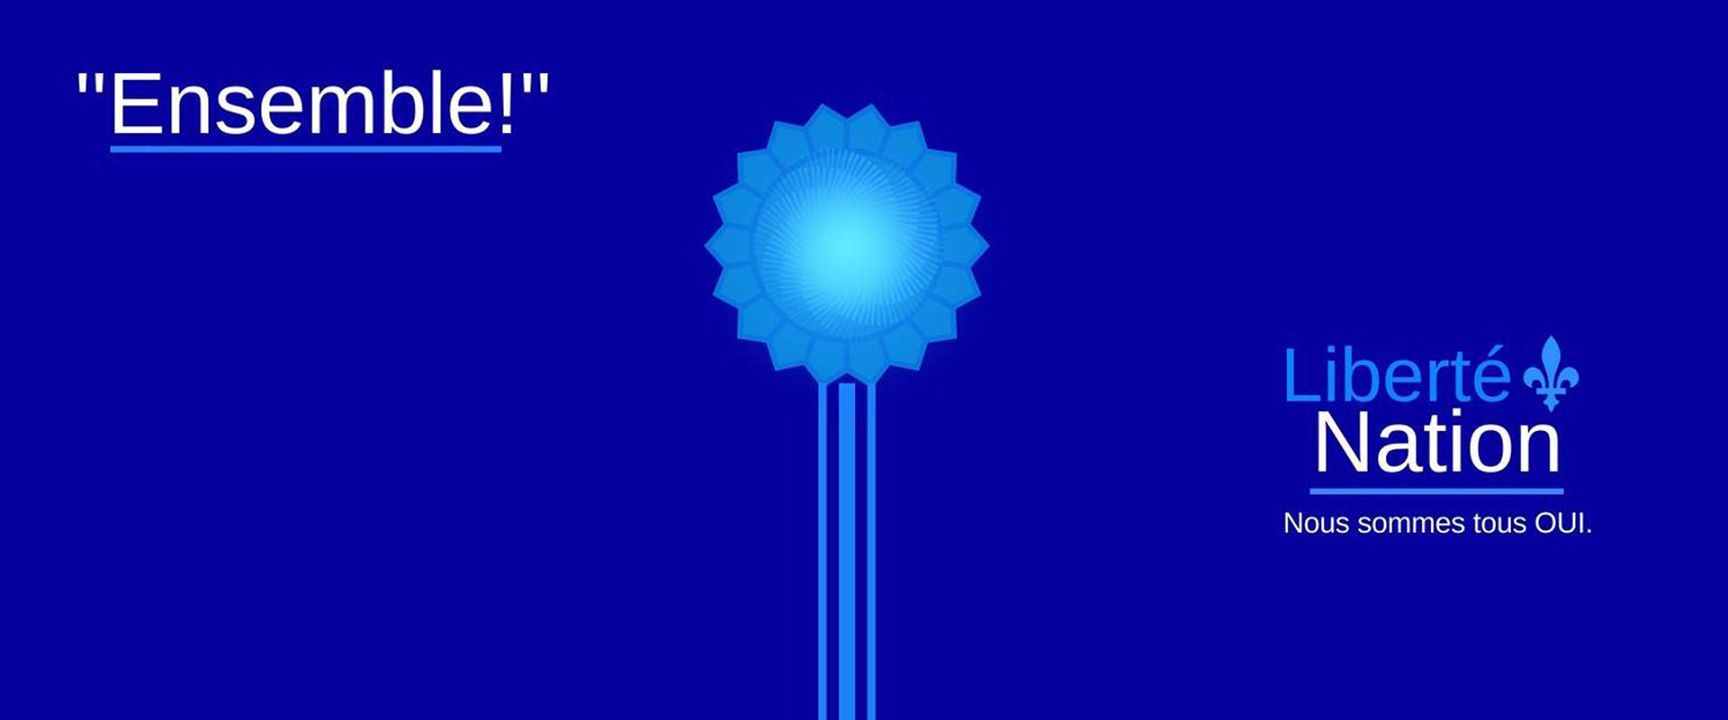 "Ensemble!"
Liberté
Nation
Nous sommes tous OUI.